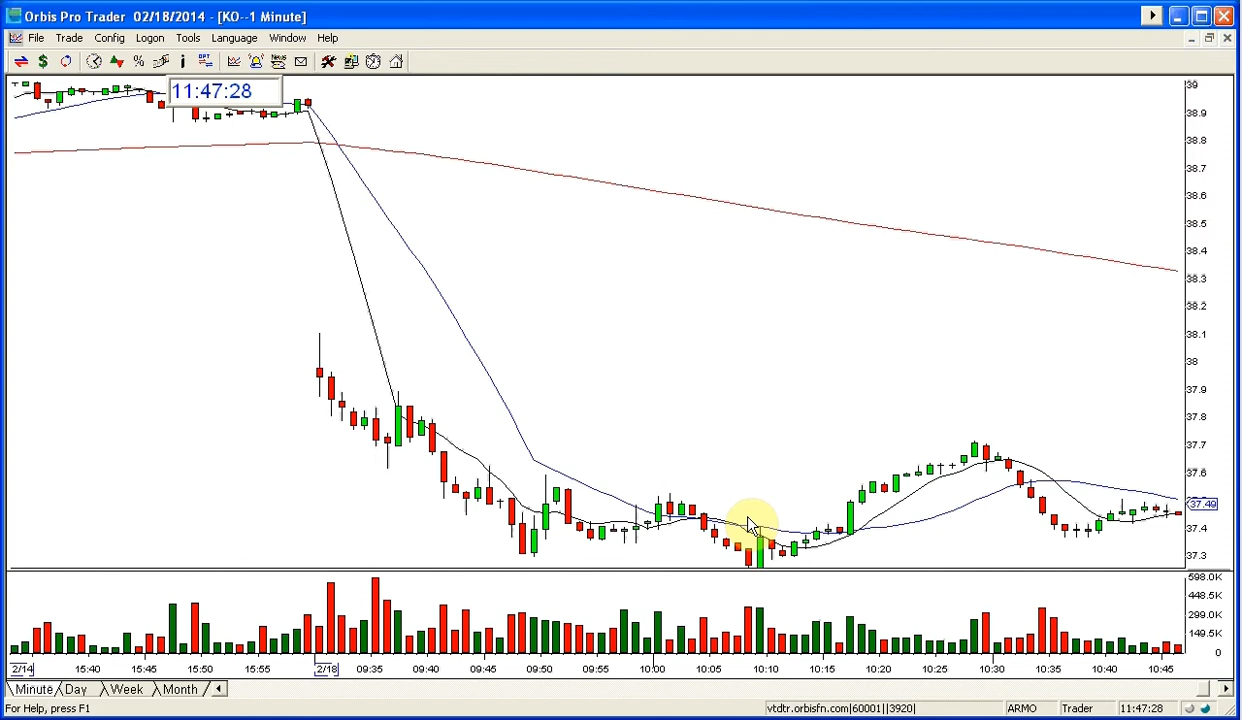 Orbis Pro Trader 02/18/2014 - [KO--1 Minute]
File Trade Config Logon Tools Language Window Help
$ % i OPT News
11:47:28
39
38.9
38.8
38.7
38.6
38.5
38.4
38.3
38.2
38.1
38
37.9
37.8
37.7
37.6
37.49
37.4
37.3
598.0K
448.5K
299.0K
149.5K
0
2/14 15:40 15:45 15:50 15:55 2/18 09:35 09:40 09:45 09:50 09:55 10:00 10:05 10:10 10:15 10:20 10:25 10:30 10:35 10:40 10:45
Minute Day Week Month
For Help, press F1 vtdtr.orbisfn.com|60001||3920| ARMO Trader 11:47:28